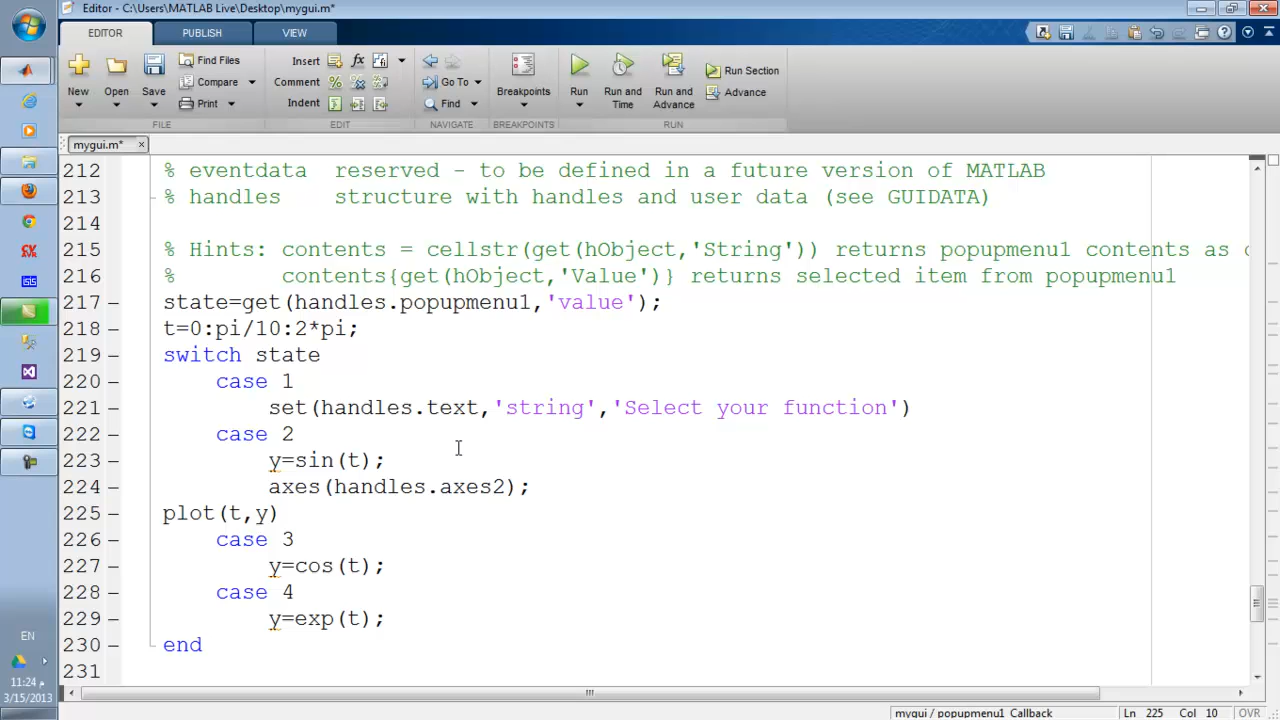 Editor - C:\Users\MATLAB Live\Desktop\mygui.m*
EDITOR PUBLISH VIEW
New Open Save Find Files Compare Print
FILE
Insert fx Comment % Indent
EDIT
Go To Find
NAVIGATE
Breakpoints
BREAKPOINTS
Run Run and Time Run and Advance Run Section Advance
RUN
mygui.m*
212 % eventdata  reserved - to be defined in a future version of MATLAB
213 % handles    structure with handles and user data (see GUIDATA)
214
215 % Hints: contents = cellstr(get(hObject,'String')) returns popupmenu1 contents as c
216 %        contents{get(hObject,'Value')} returns selected item from popupmenu1
217 – state=get(handles.popupmenu1,'value');
218 – t=0:pi/10:2*pi;
219 – switch state
220 –     case 1
221 –         set(handles.text,'string','Select your function')
222 –     case 2
223 –         y=sin(t);
224 –         axes(handles.axes2);
225 – plot(t,y)
226 –     case 3
227 –         y=cos(t);
228 –     case 4
229 –         y=exp(t);
230 – end
231
EN
11:24 م
3/15/2013
mygui / popupmenu1_Callback Ln 225 Col 10 OVR